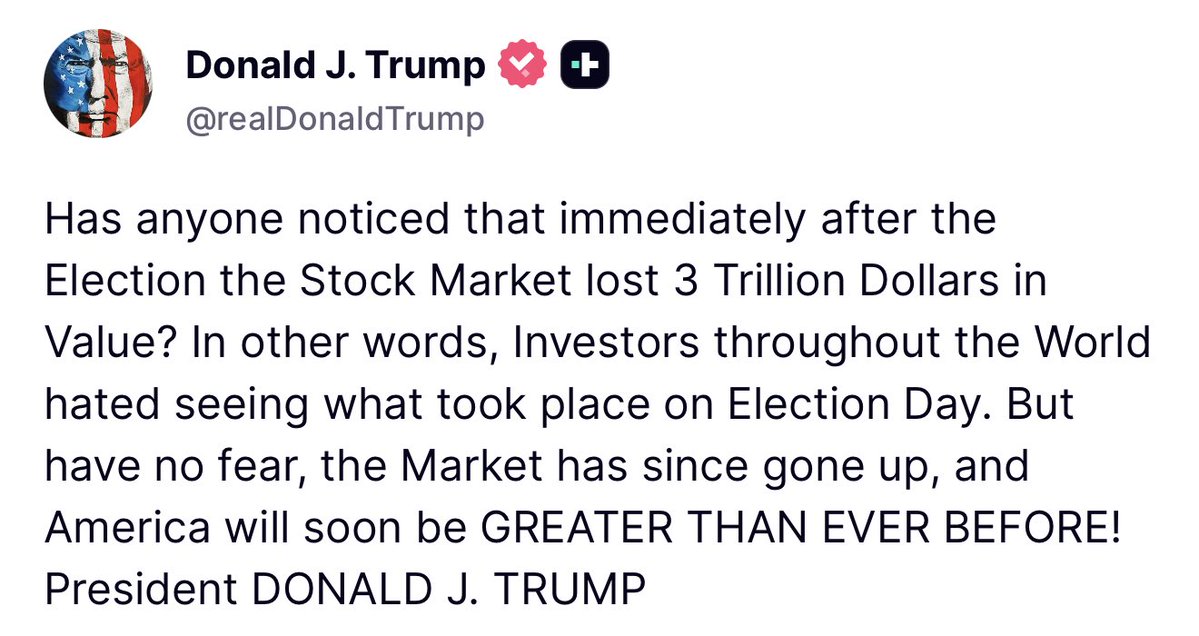 Donald J. Trump
@realDonaldTrump
Has anyone noticed that immediately after the
Election the Stock Market lost 3 Trillion Dollars in
Value? In other words, Investors throughout the World
hated seeing what took place on Election Day. But
have no fear, the Market has since gone up, and
America will soon be GREATER THAN EVER BEFORE!
President DONALD J. TRUMP